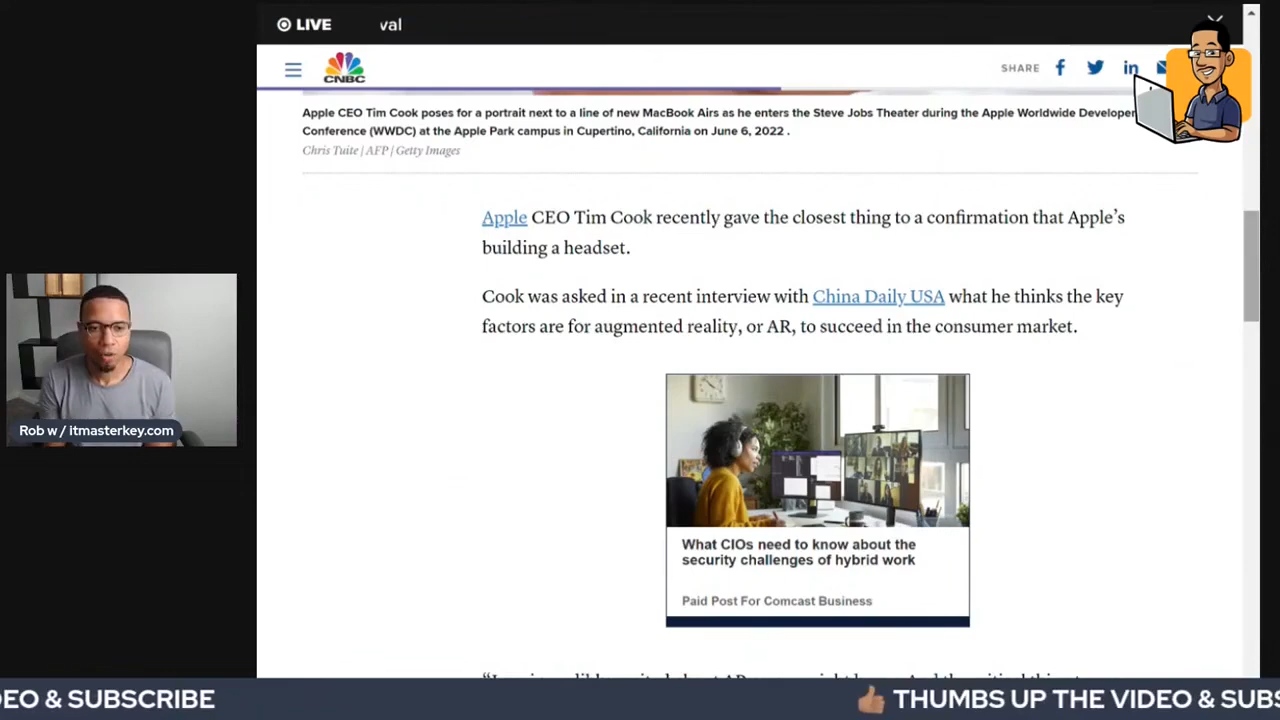 LIVE
val
CNBC
SHARE
Apple CEO Tim Cook poses for a portrait next to a line of new MacBook Airs as he enters the Steve Jobs Theater during the Apple Worldwide Developer
Conference (WWDC) at the Apple Park campus in Cupertino, California on June 6, 2022 .
Chris Tuite | AFP | Getty Images
Apple CEO Tim Cook recently gave the closest thing to a confirmation that Apple’s
building a headset.
Cook was asked in a recent interview with China Daily USA what he thinks the key
factors are for augmented reality, or AR, to succeed in the consumer market.
What CIOs need to know about the
security challenges of hybrid work
Paid Post For Comcast Business
Rob w / itmasterkey.com
DEO & SUBSCRIBE
THUMBS UP THE VIDEO & SUBS